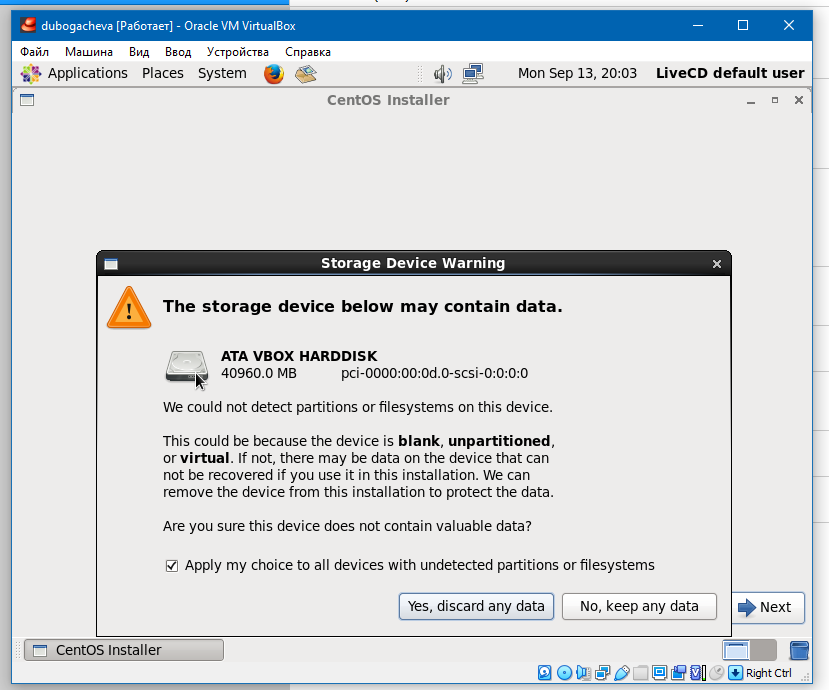 dubogacheva [Работает] - Oracle VM VirtualBox
Файл Машина Вид Ввод Устройства Справка
Applications Places System Mon Sep 13, 20:03 LiveCD default user
CentOS Installer
Storage Device Warning
The storage device below may contain data.
ATA VBOX HARDDISK
40960.0 MB pci-0000:00:0d.0-scsi-0:0:0:0
We could not detect partitions or filesystems on this device.
This could be because the device is blank, unpartitioned,
or virtual. If not, there may be data on the device that can
not be recovered if you use it in this installation. We can
remove the device from this installation to protect the data.
Are you sure this device does not contain valuable data?
Apply my choice to all devices with undetected partitions or filesystems
Yes, discard any data No, keep any data Next
CentOS Installer
Right Ctrl